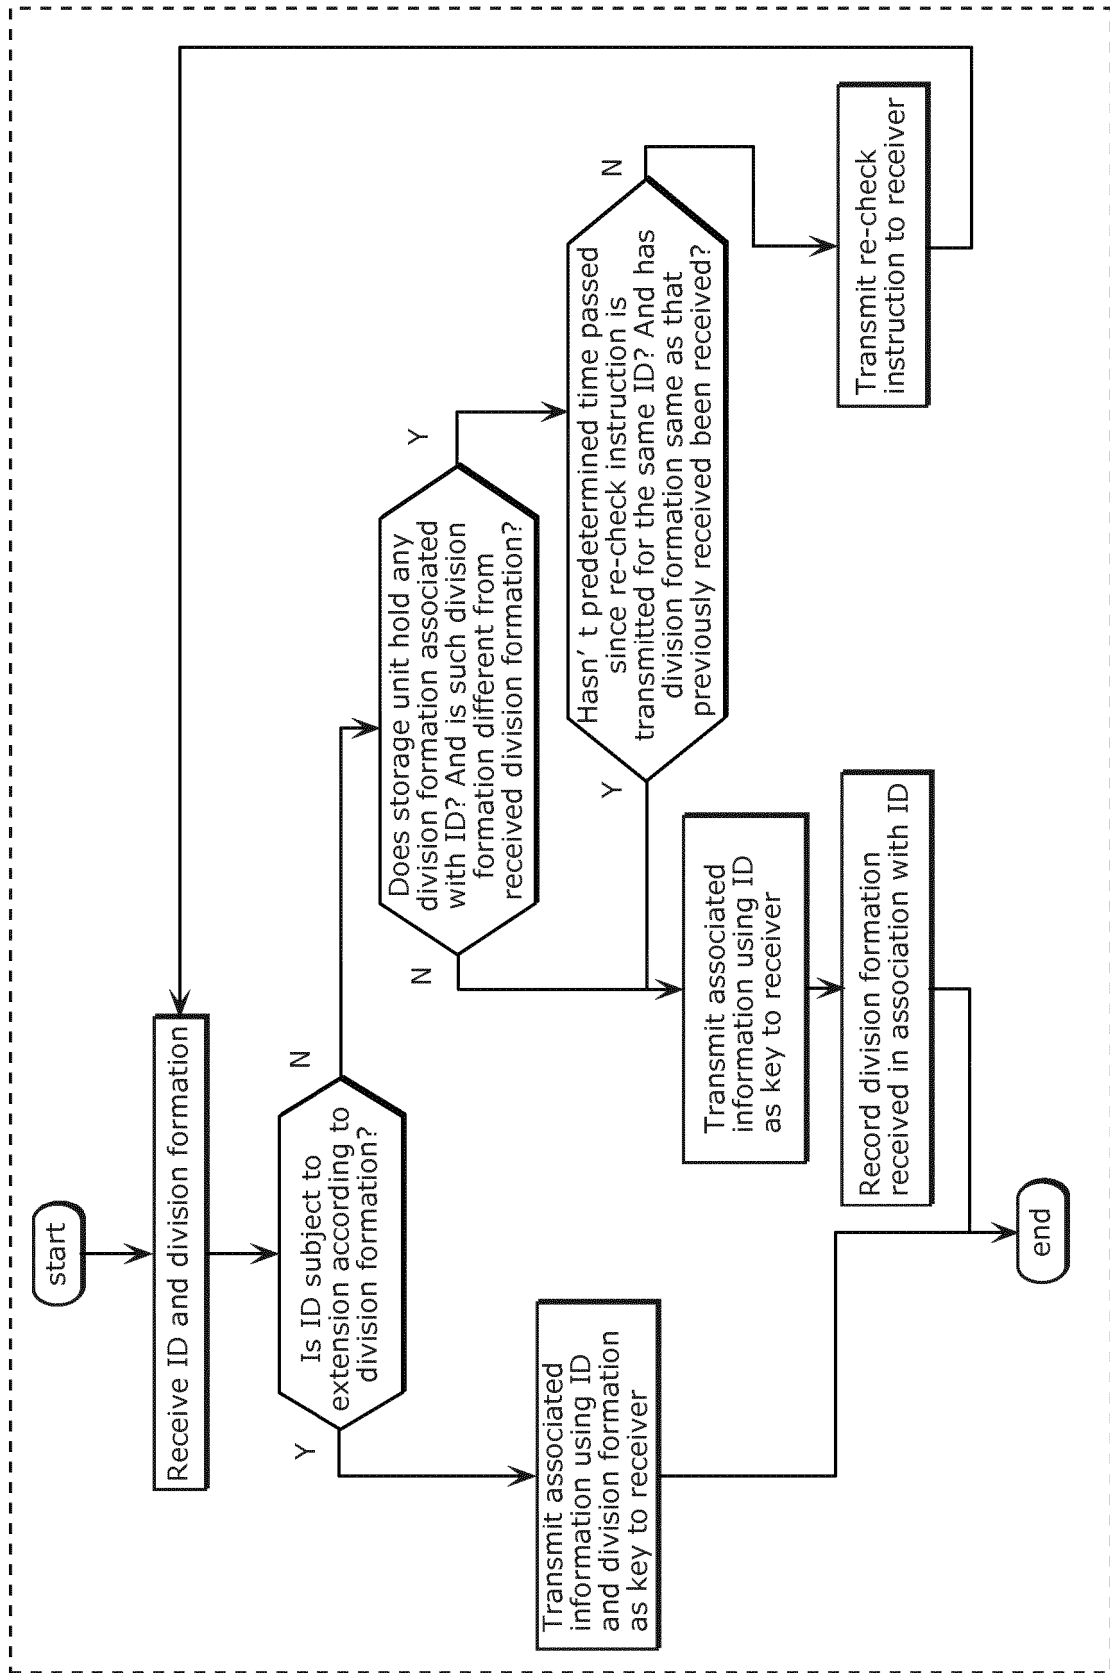 start
Receive ID and division formation
Is ID subject to
extension according to
division formation?
Y
N
Does storage unit hold any
division formation associated
with ID? And is such division
formation different from
received division formation?
N
Y
Hasn't predetermined time passed
since re-check instruction is
transmitted for the same ID? And has
division formation same as that
previously received been received?
Y
N
Transmit associated
information using ID
and division formation
as key to receiver
Transmit associated
information using ID
as key to receiver
Record division formation
received in association with ID
Transmit re-check
instruction to receiver
end